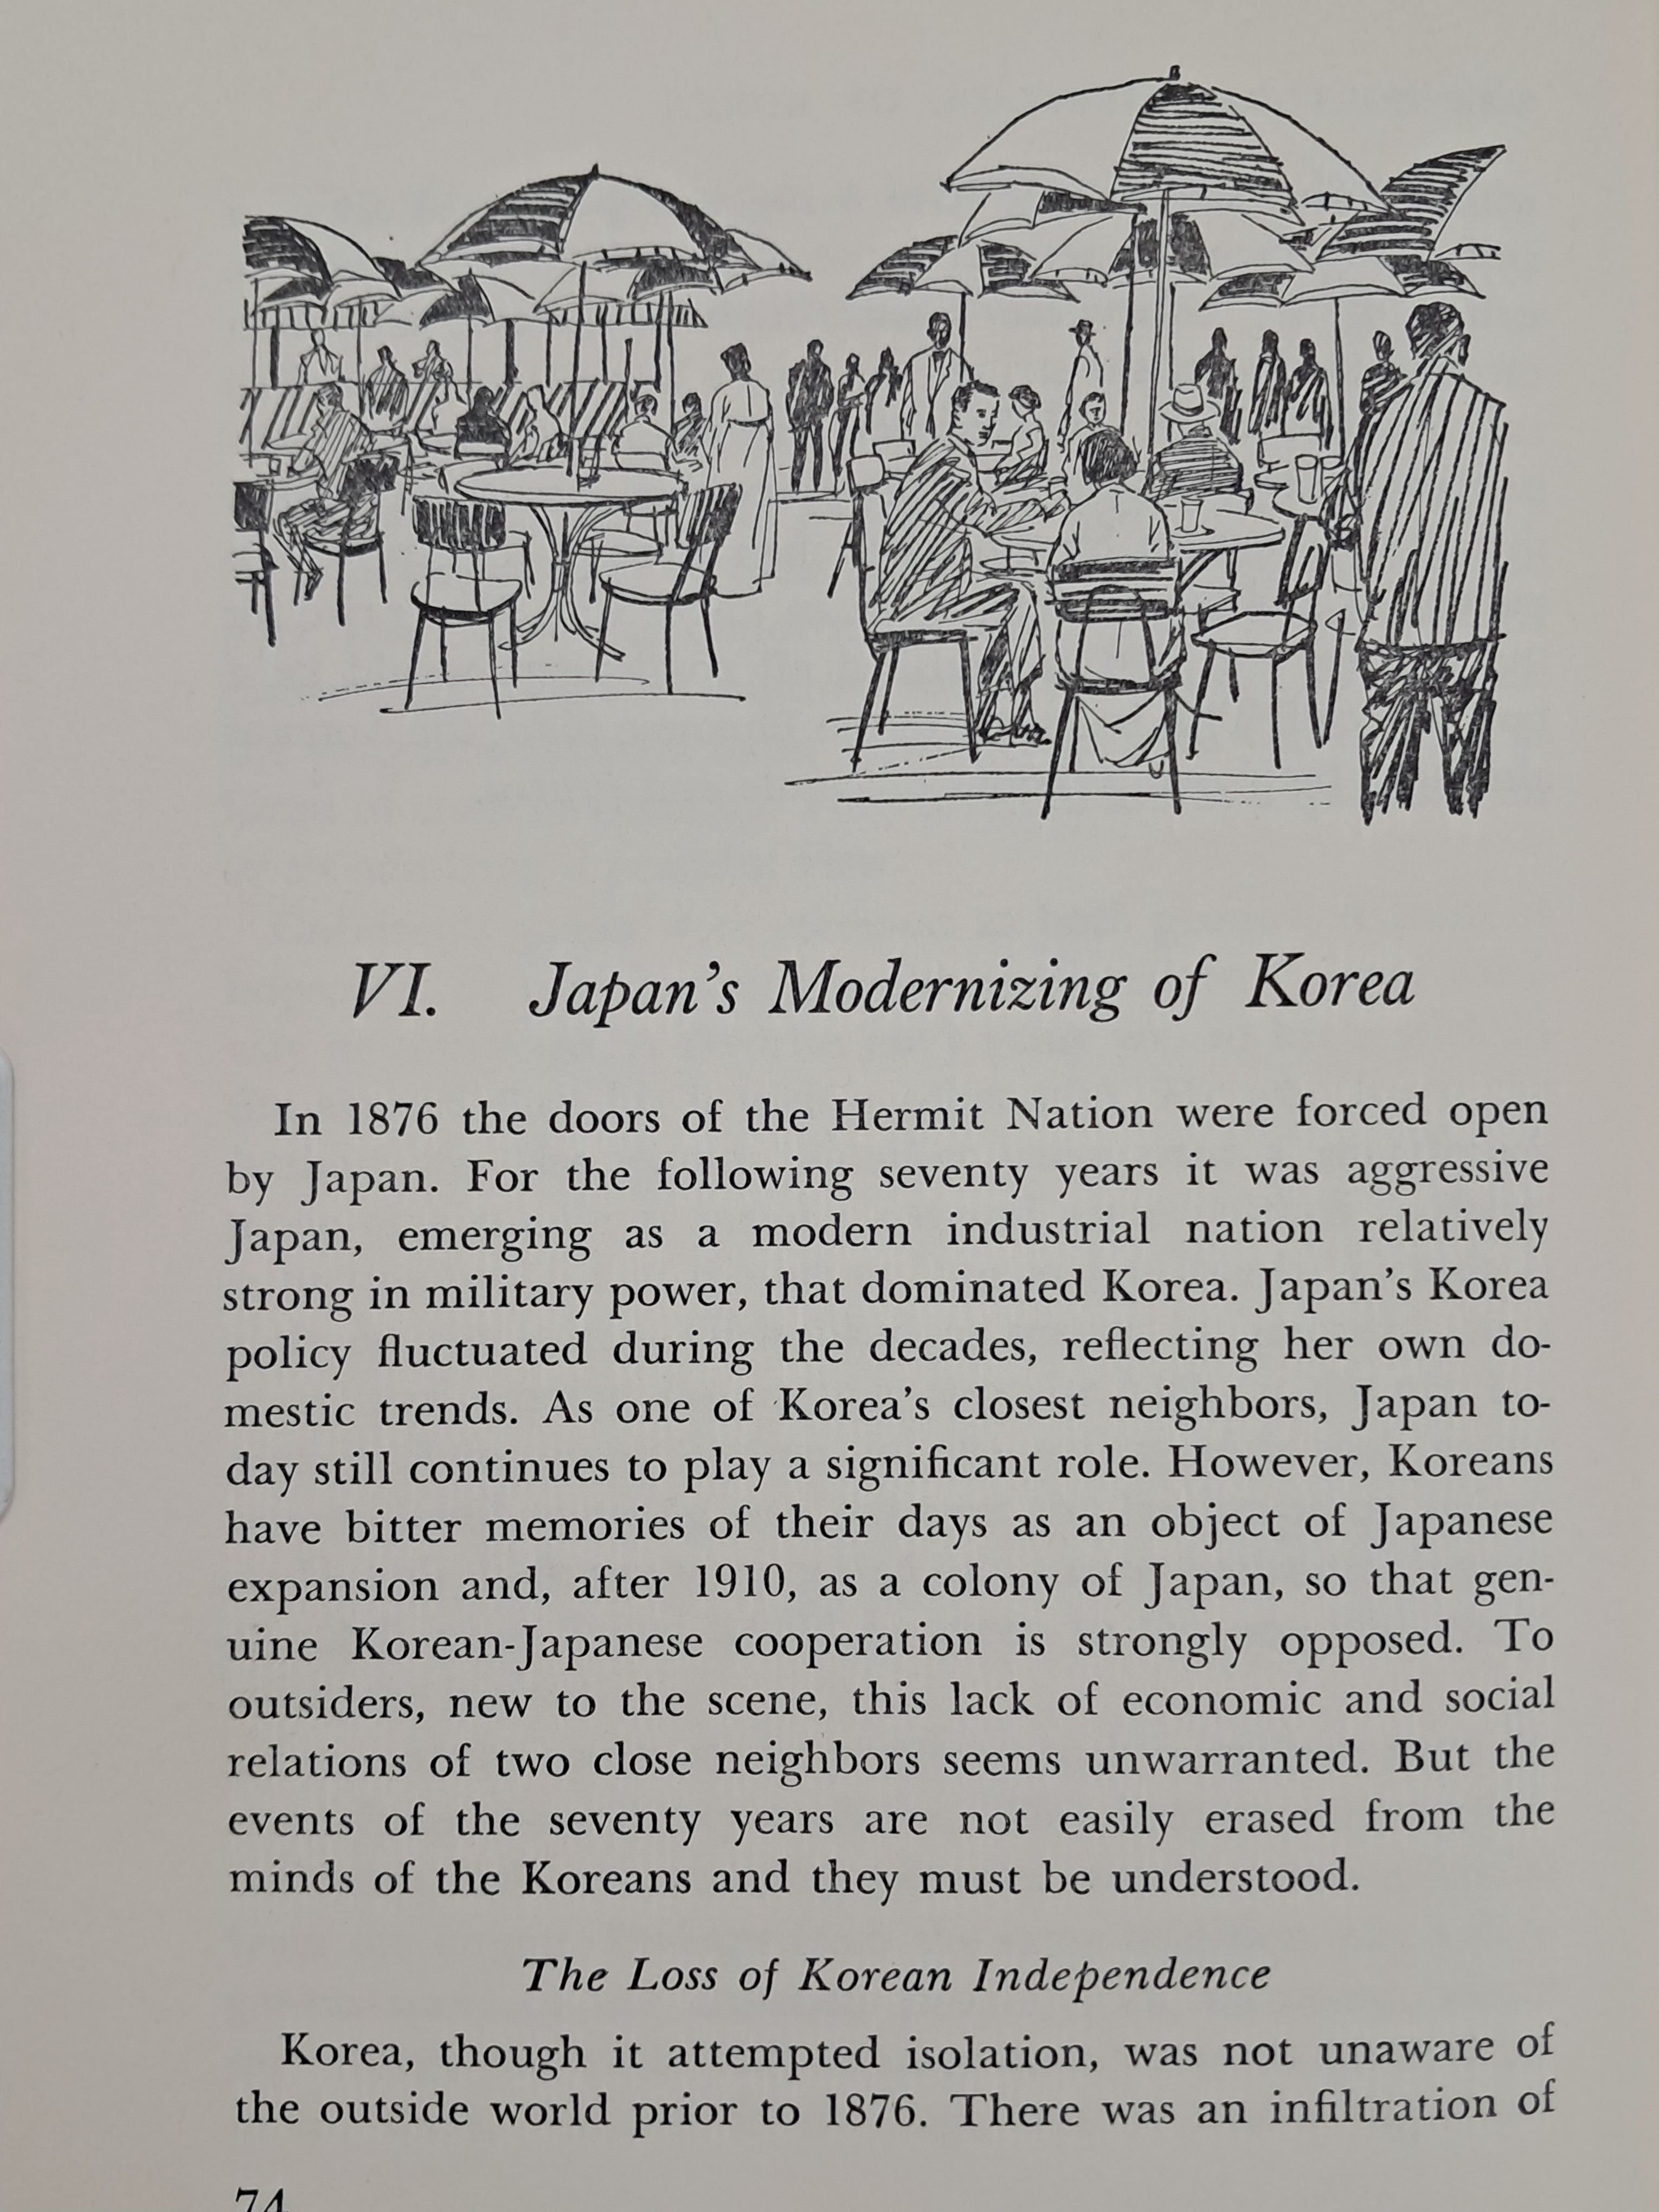 VI. Japan's Modernizing of Korea
In 1876 the doors of the Hermit Nation were forced open
by Japan. For the following seventy years it was aggressive
Japan, emerging as a modern industrial nation relatively
strong in military power, that dominated Korea. Japan's Korea
policy fluctuated during the decades, reflecting her own do-
mestic trends. As one of Korea's closest neighbors, Japan to-
day still continues to play a significant role. However, Koreans
have bitter memories of their days as an object of Japanese
expansion and, after 1910, as a colony of Japan, so that gen-
uine Korean-Japanese cooperation is strongly opposed. To
outsiders, new to the scene, this lack of economic and social
relations of two close neighbors seems unwarranted. But the
events of the seventy years are not easily erased from the
minds of the Koreans and they must be understood.
The Loss of Korean Independence
Korea, though it attempted isolation, was not unaware of
the outside world prior to 1876. There was an infiltration of
74